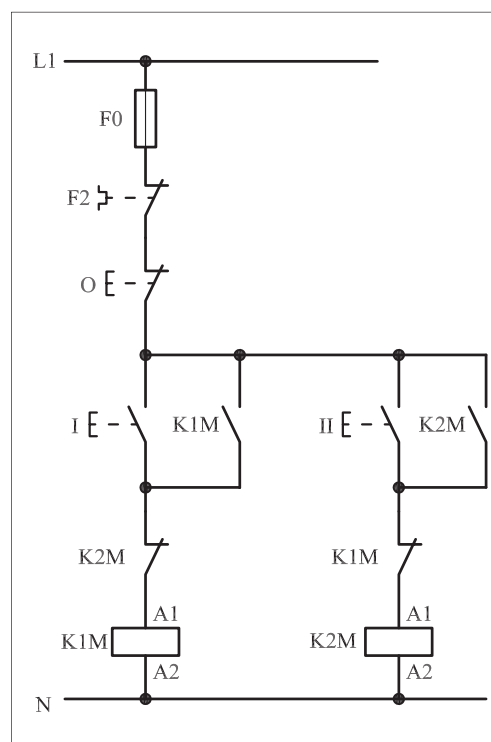 L1
F0
F2
O
I K1M II K2M
K2M K1M
A1 A1
K1M K2M
A2 A2
N